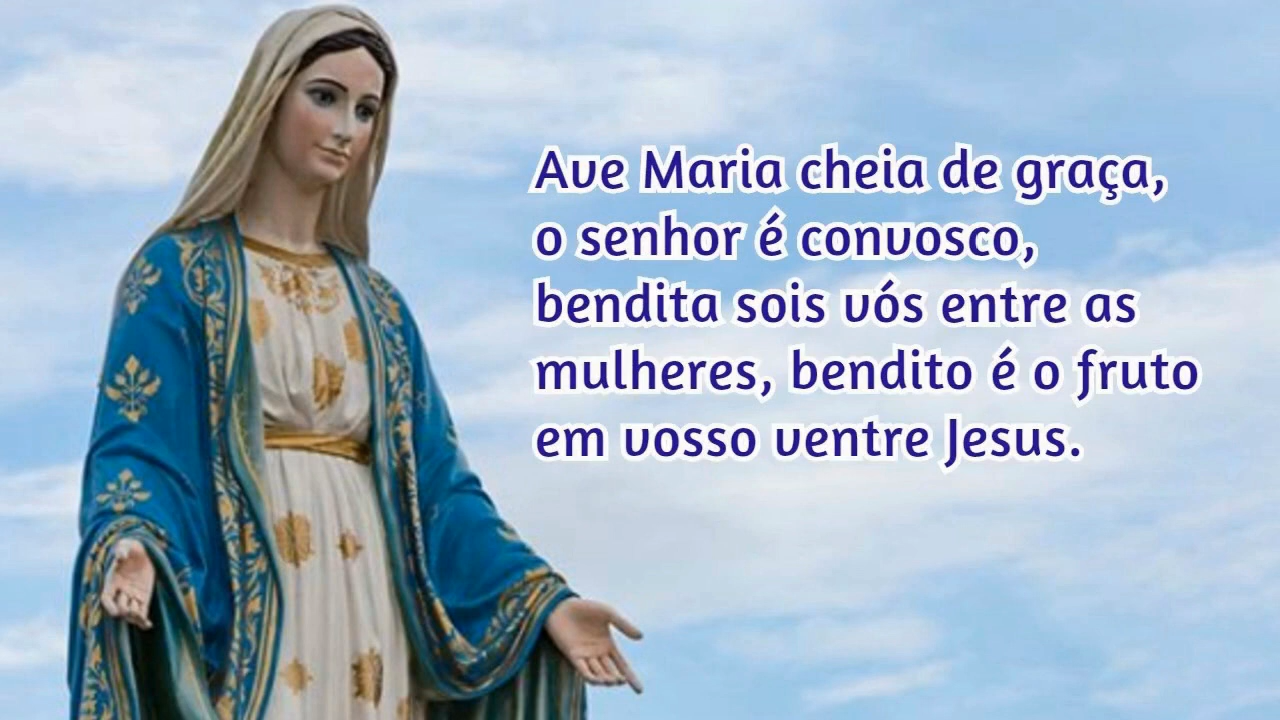 Ave Maria cheia de graça,
o senhor é convosco,
bendita sois vós entre as
mulheres, bendito é o fruto
em vosso ventre Jesus.